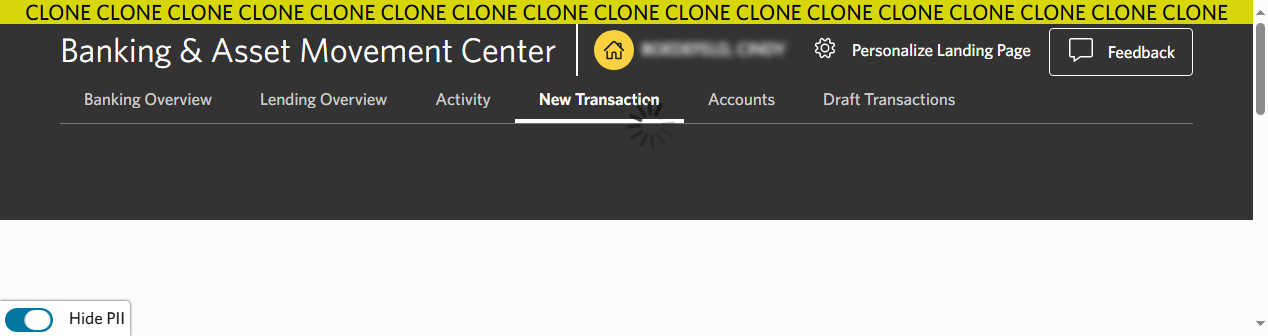 CLONE CLONE CLONE CLONE CLONE CLONE CLONE CLONE CLONE CLONE CLONE CLONE CLONE CLONE CLONE CLONE CLONE
Banking & Asset Movement Center
Personalize Landing Page
Feedback
Banking Overview
Lending Overview
Activity
New Transaction
Accounts
Draft Transactions
Hide PII